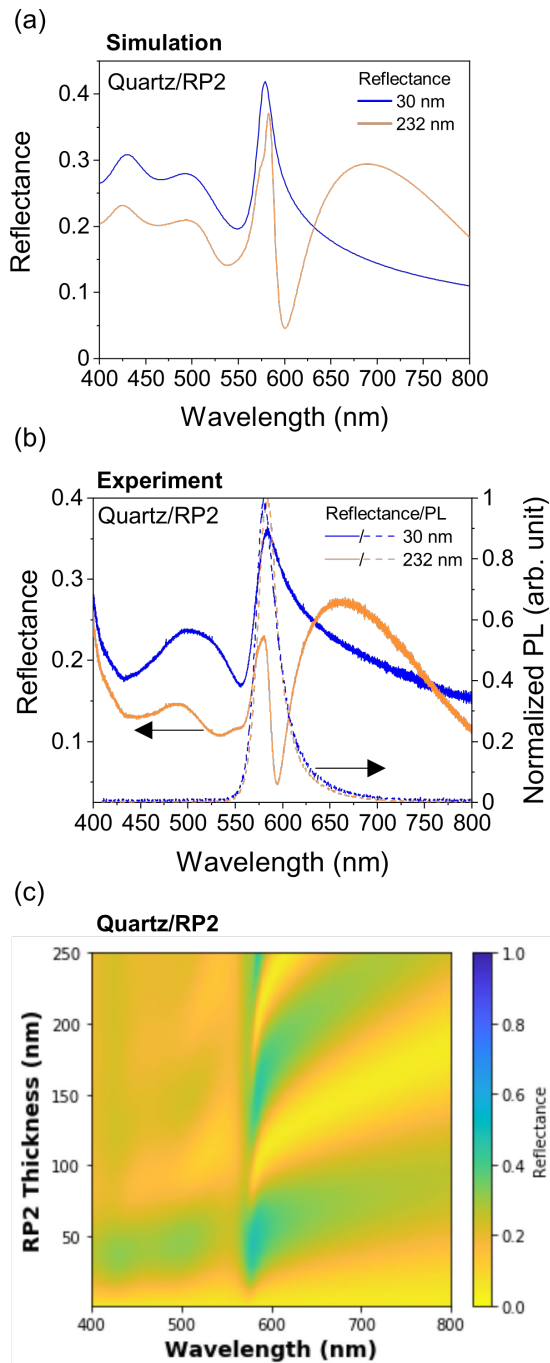 (a)
Simulation
Quartz/RP2
Reflectance
30 nm
232 nm
0.4
0.3
0.2
0.1
0
Reflectance
400 450 500 550 600 650 700 750 800
Wavelength (nm)
(b)
Experiment
Quartz/RP2
Reflectance/PL
/ 30 nm
/ 232 nm
0.4
0.3
0.2
0.1
Reflectance
1
0.8
0.6
0.4
0.2
0
Normalized PL (arb. unit)
400 450 500 550 600 650 700 750 800
Wavelength (nm)
(c)
Quartz/RP2
250
200
150
100
50
RP2 Thickness (nm)
400 500 600 700 800
Wavelength (nm)
1.0
0.8
0.6
0.4
0.2
0.0
Reflectance